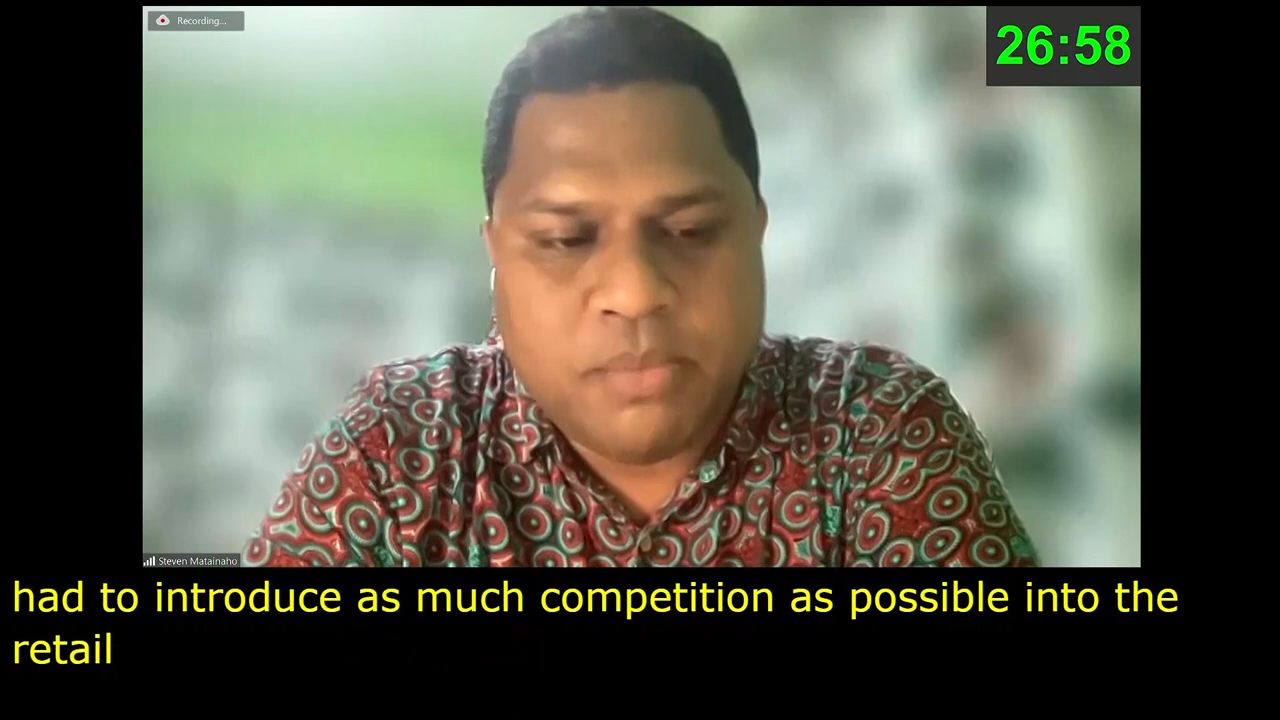 Recording...
26:58
Steven Matainaho
had to introduce as much competition as possible into the
retail